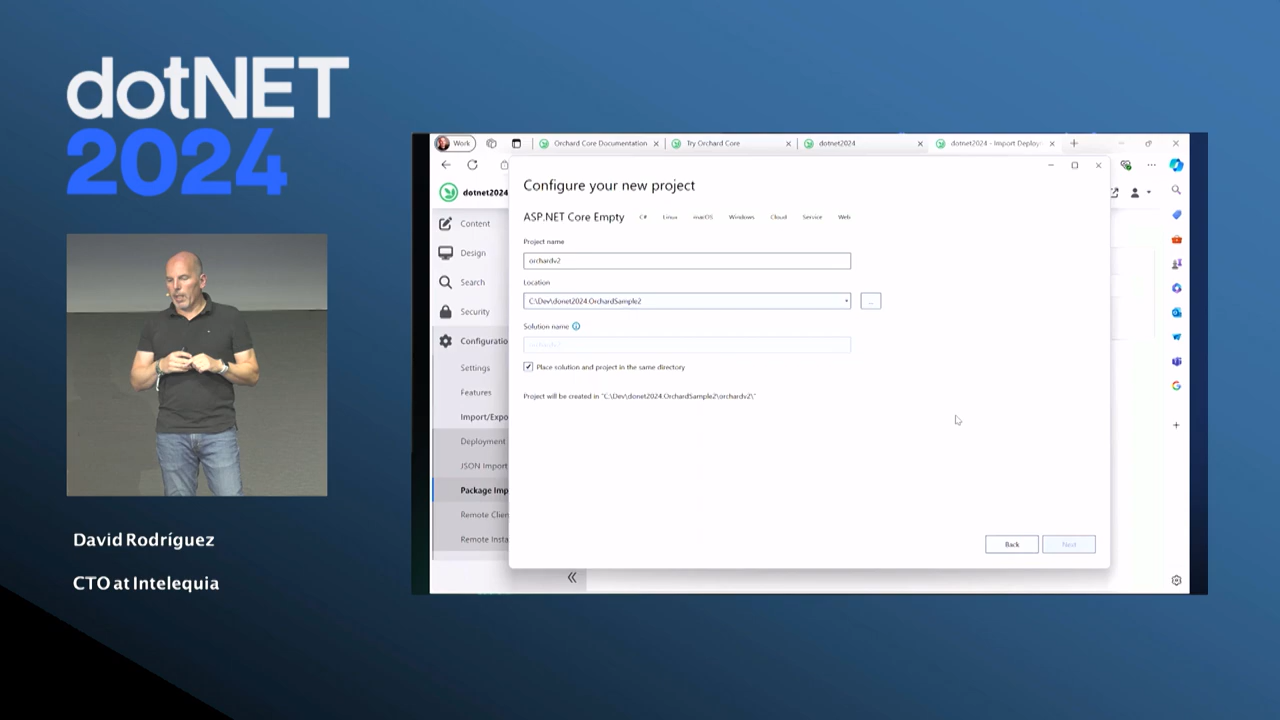 dotNET
2024
David Rodríguez
CTO at Intelequia
Work
Orchard Core Documentation
Try Orchard Core
dotnet2024
dotnet2024 - Import Deploy
dotnet2024
Content
Design
Search
Security
Configuratio
Settings
Features
Import/Expo
Deployment
JSON Import
Package Imp
Remote Clien
Remote Insta
Configure your new project
ASP.NET Core Empty
C#
Linux
macOS
Windows
Cloud
Service
Web
Project name
orchardv2
Location
C:\Dev\donet2024.OrchardSample2
...
Solution name
Place solution and project in the same directory
Project will be created in "C:\Dev\donet2024.OrchardSample2\orchardv2\"
Back
Next